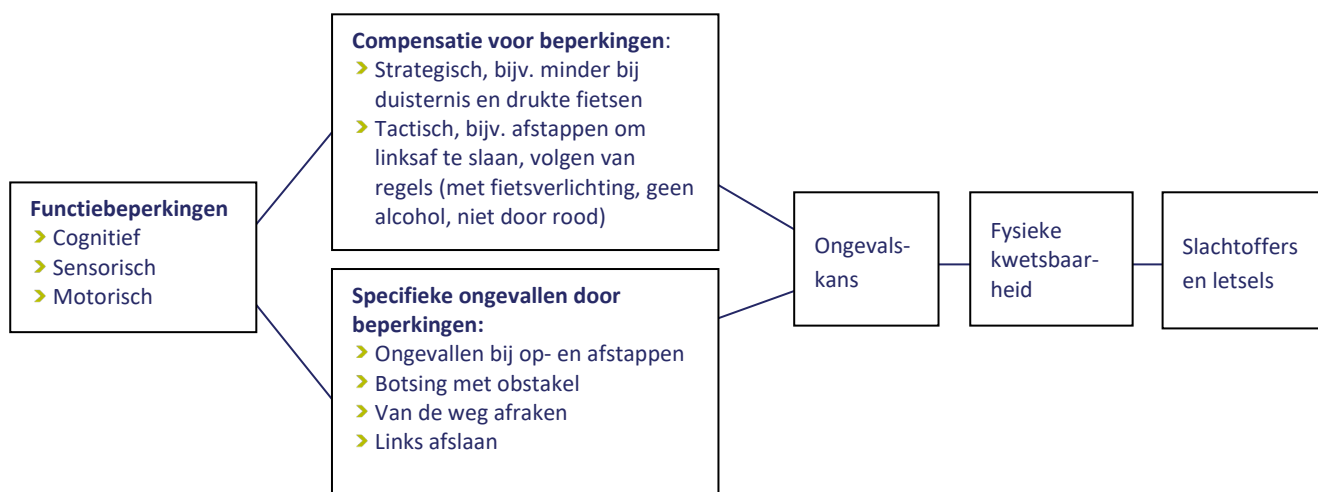 Functiebeperkingen
Cognitief
Sensorisch
Motorisch
Compensatie voor beperkingen:
Strategisch, bijv. minder bij
duisternis en drukte fietsen
Tactisch, bijv. afstappen om
linksaf te slaan, volgen van
regels (met fietsverlichting, geen
alcohol, niet door rood)
Specifieke ongevallen door
beperkingen:
Ongevallen bij op- en afstappen
Botsing met obstakel
Van de weg afraken
Links afslaan
Ongevals-
kans
Fysieke
kwetsbaar-
heid
Slachtoffers
en letsels